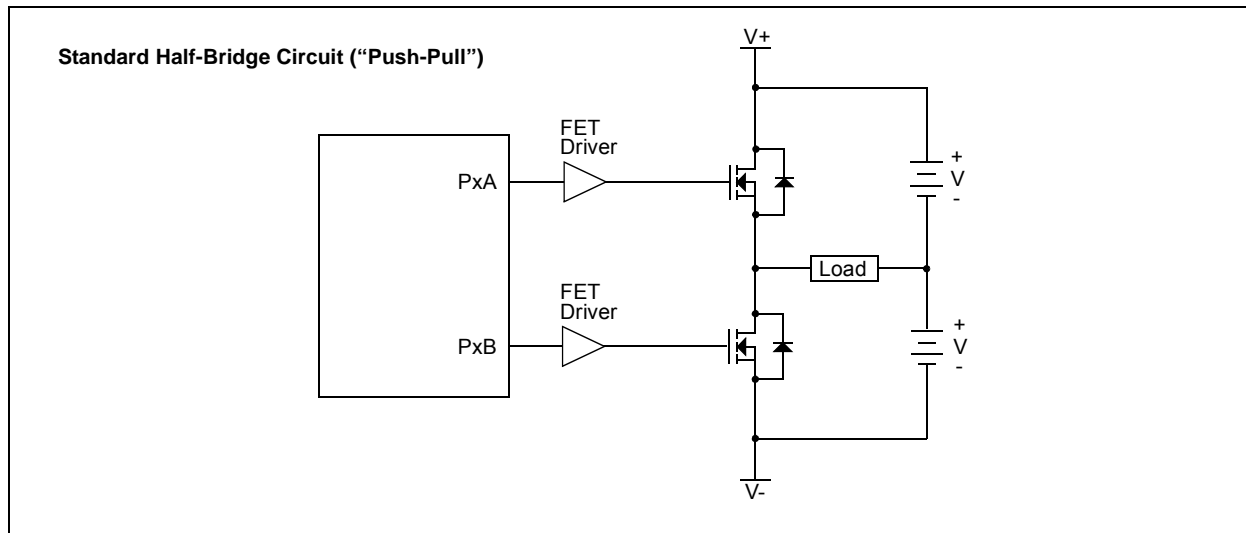 Standard Half-Bridge Circuit (“Push-Pull”)
V+
FET
Driver
PxA
+
V
-
Load
FET
Driver
PxB
+
V
-
V-